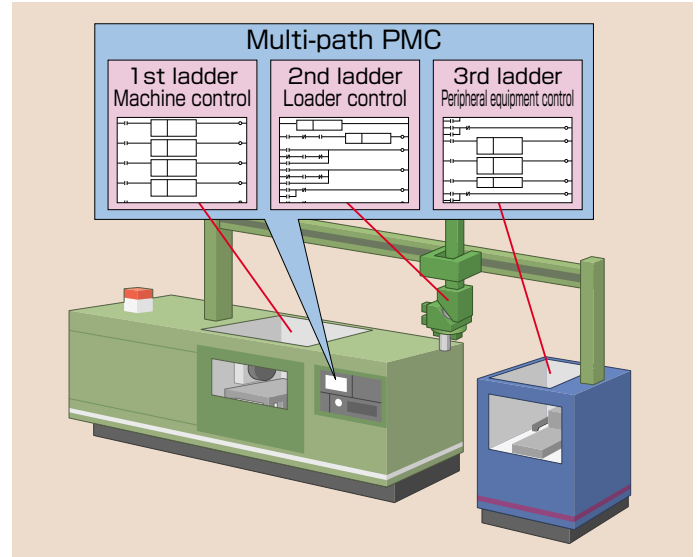 Multi-path PMC
1st ladder
Machine control
2nd ladder
Loader control
3rd ladder
Peripheral equipment control